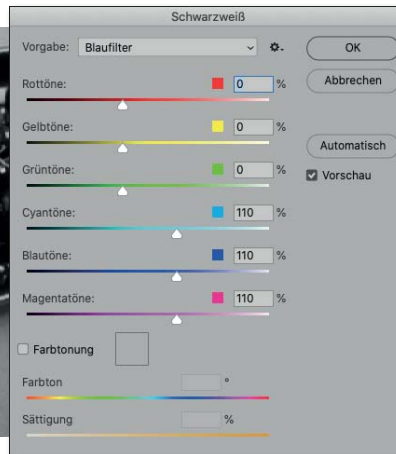 Schwarzweiß
Vorgabe: Blaufilter OK
Rottöne: 0 % Abbrechen
Gelbtöne: 0 %
Automatisch
Grüntöne: 0 % Vorschau
Cyantöne: 110 %
Blautöne: 110 %
Magentatöne: 110 %
Farbtonung
Farbton °
Sättigung %